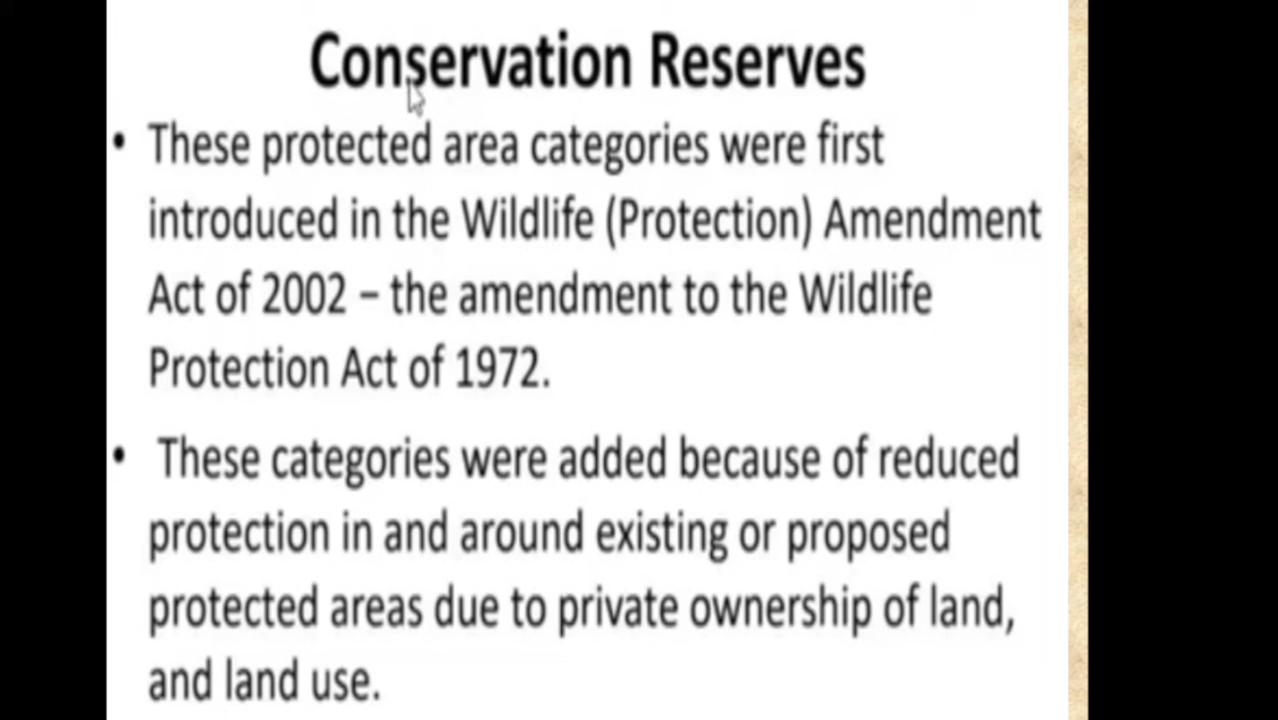 Conservation Reserves
• These protected area categories were first
introduced in the Wildlife (Protection) Amendment
Act of 2002 – the amendment to the Wildlife
Protection Act of 1972.
• These categories were added because of reduced
protection in and around existing or proposed
protected areas due to private ownership of land,
and land use.